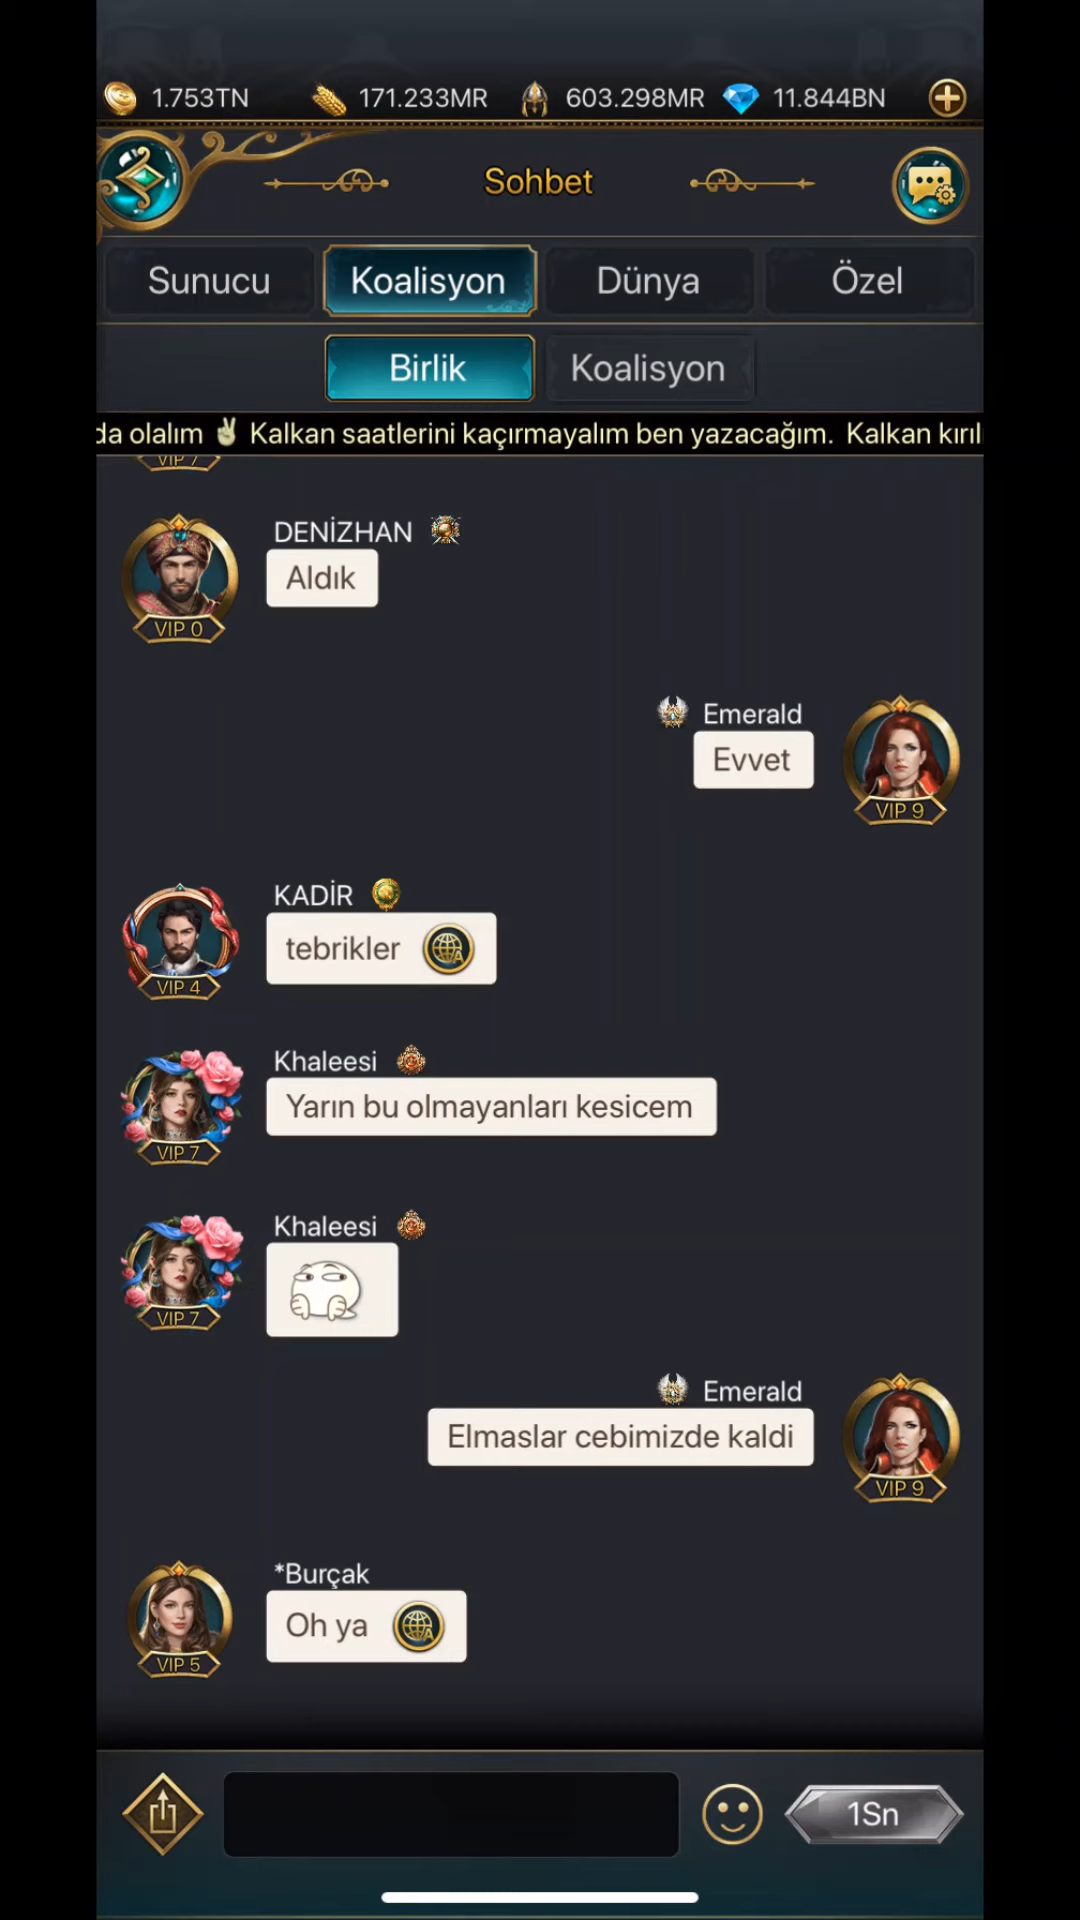 1.753TN 171.233MR 603.298MR 11.844BN
Sohbet
Sunucu Koalisyon Dünya Özel
Birlik Koalisyon
da olalım ✌ Kalkan saatlerini kaçırmayalım ben yazacağım. Kalkan kırıl
VIP 7
DENİZHAN
Aldık
VIP 0
Emerald
Evvet
VIP 9
KADİR
tebrikler
VIP 4
Khaleesi
Yarın bu olmayanları kesicem
VIP 7
Khaleesi
VIP 7
Emerald
Elmaslar cebimizde kaldi
VIP 9
*Burçak
Oh ya
VIP 5
1Sn